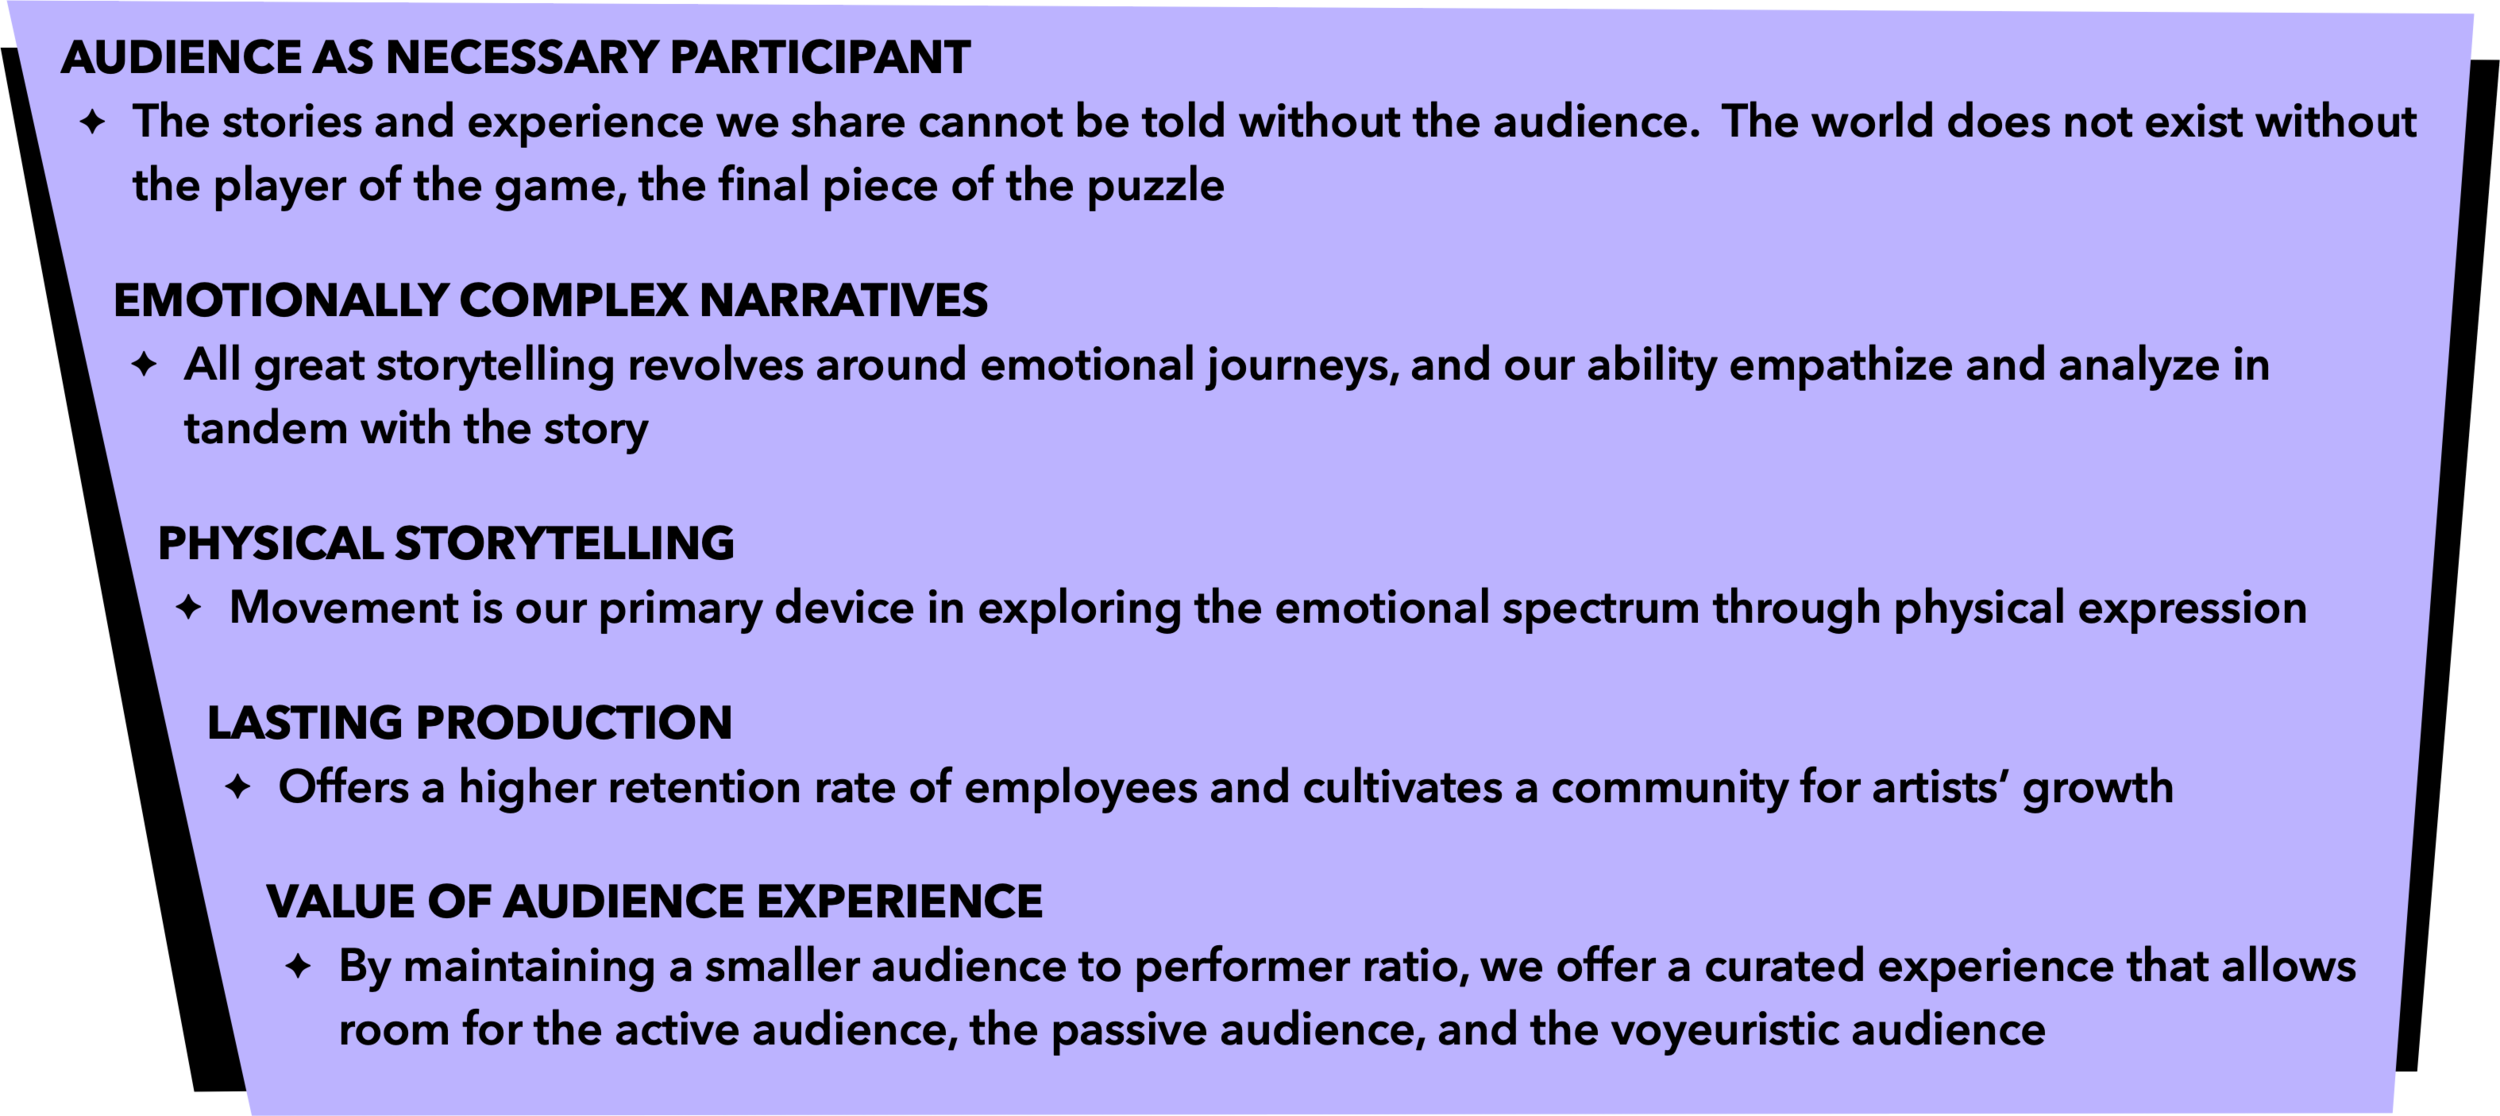 AUDIENCE AS NECESSARY PARTICIPANT
✦ The stories and experience we share cannot be told without the audience.  The world does not exist without
the player of the game, the final piece of the puzzle
EMOTIONALLY COMPLEX NARRATIVES
✦ All great storytelling revolves around emotional journeys, and our ability empathize and analyze in
tandem with the story
PHYSICAL STORYTELLING
✦ Movement is our primary device in exploring the emotional spectrum through physical expression
LASTING PRODUCTION
✦ Offers a higher retention rate of employees and cultivates a community for artists’ growth
VALUE OF AUDIENCE EXPERIENCE
✦ By maintaining a smaller audience to performer ratio, we offer a curated experience that allows
room for the active audience, the passive audience, and the voyeuristic audience